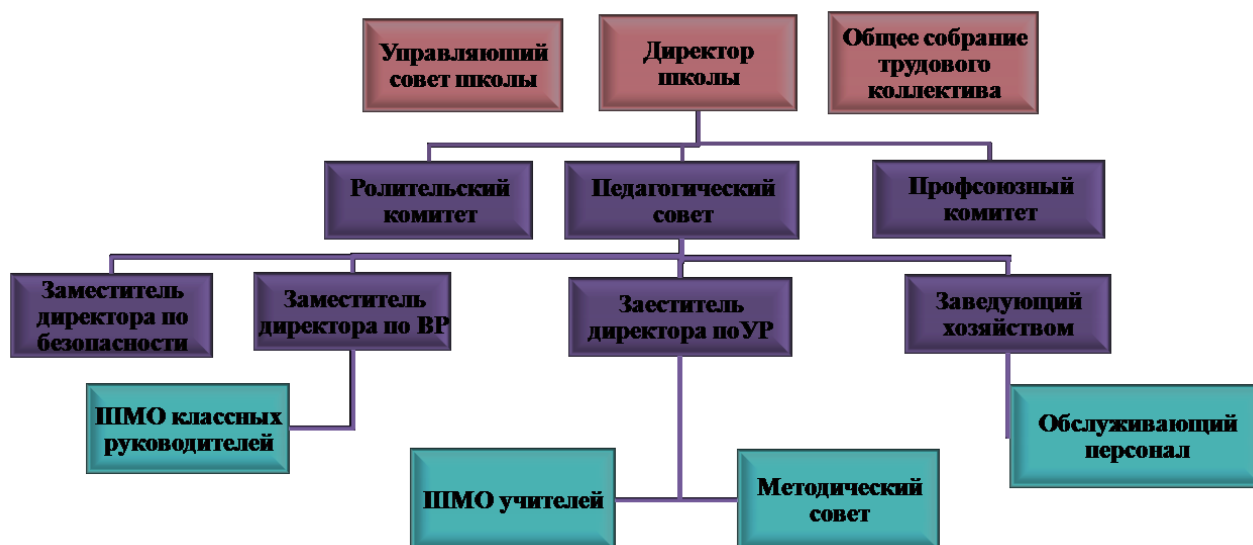 Управляюший
совет школы
Директор
школы
Общее собрание
трудового
коллектива
Ролительский
комитет
Педагогический
совет
Профсоюзный
комитет
Заместитель
директора по
безопасности
Заместитель
директора по ВР
Заеститель
директора поУР
Заведующий
хозяйством
ШМО классных
руководителей
Обслуживающий
персонал
ШМО учителей
Методический
совет